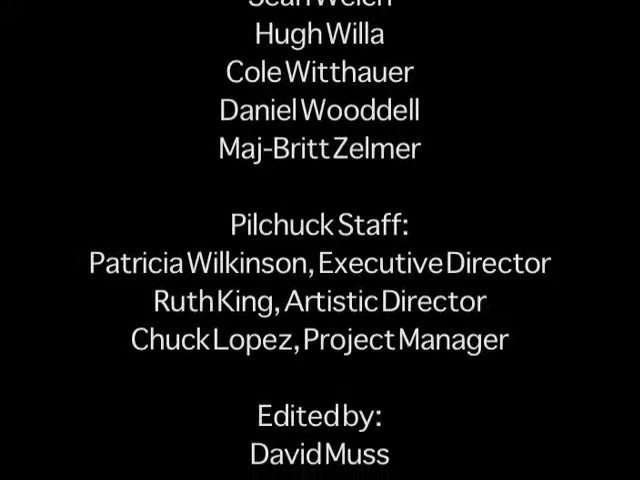 Sean Welch
Hugh Willa
Cole Witthauer
Daniel Wooddell
Maj-Britt Zelmer
Pilchuck Staff:
Patricia Wilkinson, Executive Director
Ruth King, Artistic Director
Chuck Lopez, Project Manager
Edited by:
David Muss